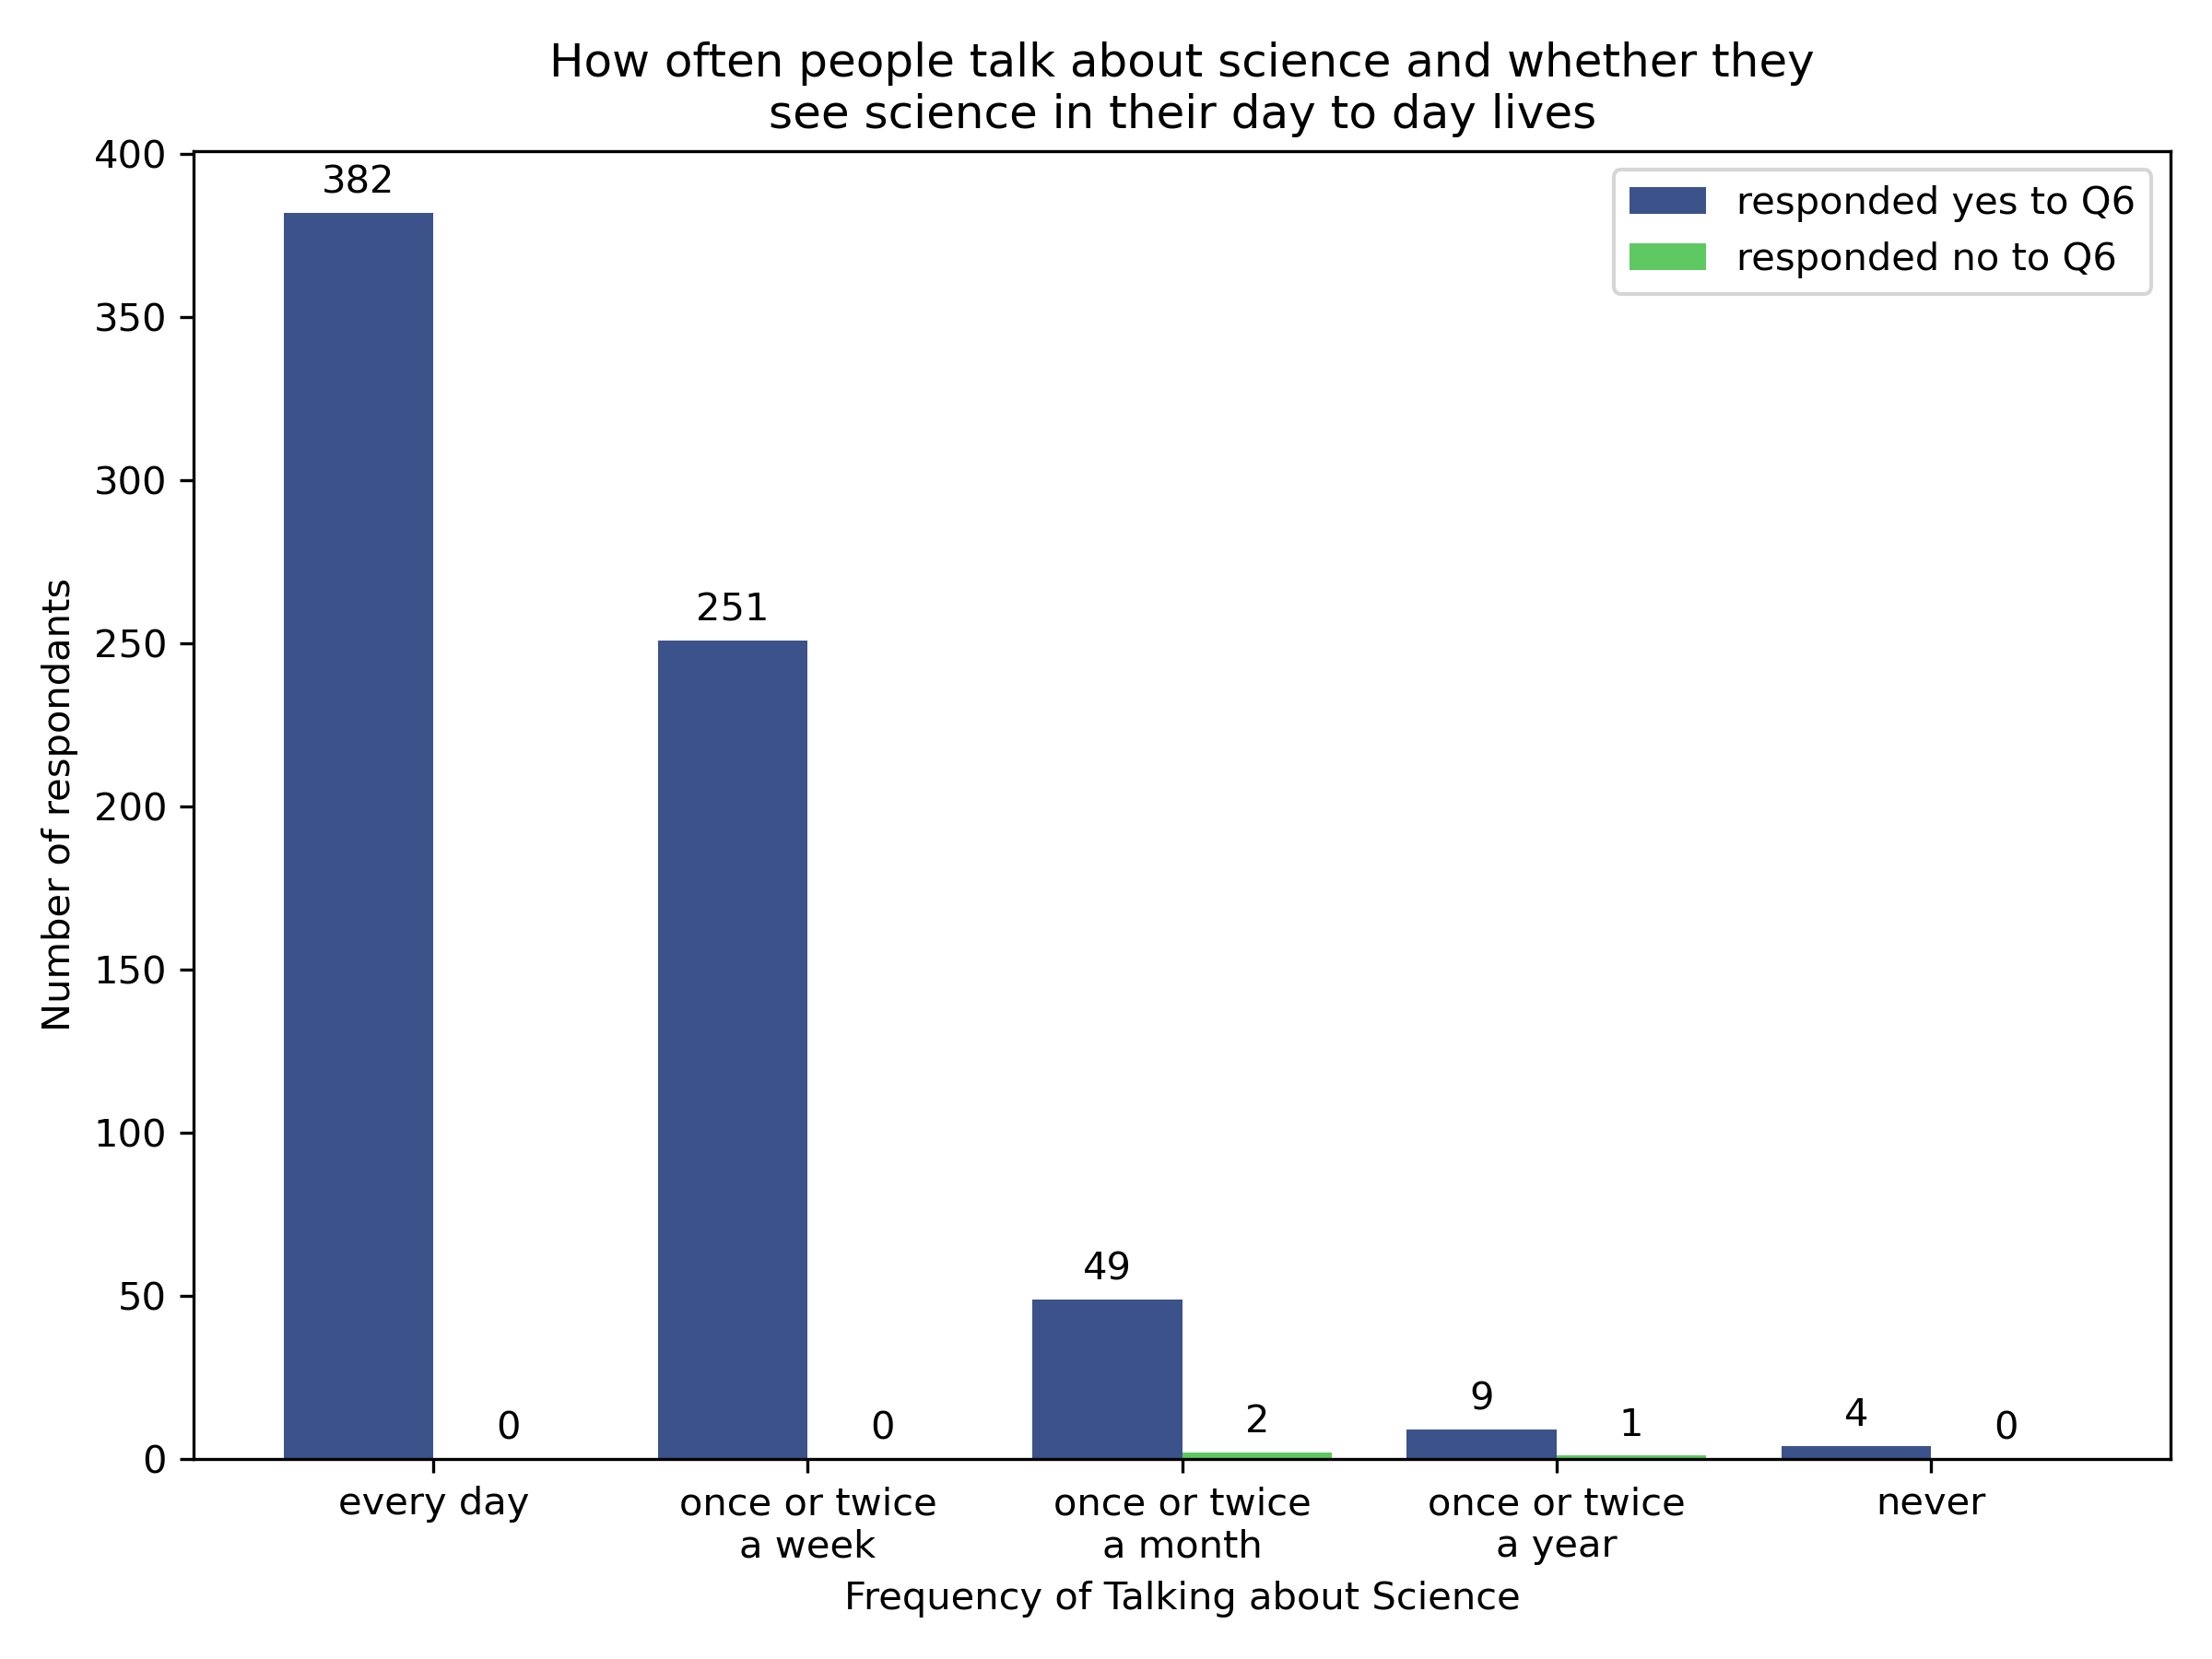 How often people talk about science and whether they
see science in their day to day lives
400
350
300
250
200
150
100
50
0
Number of respondants
382
0
251
0
49
2
9
1
4
0
responded yes to Q6
responded no to Q6
every day
once or twice
a week
once or twice
a month
once or twice
a year
never
Frequency of Talking about Science